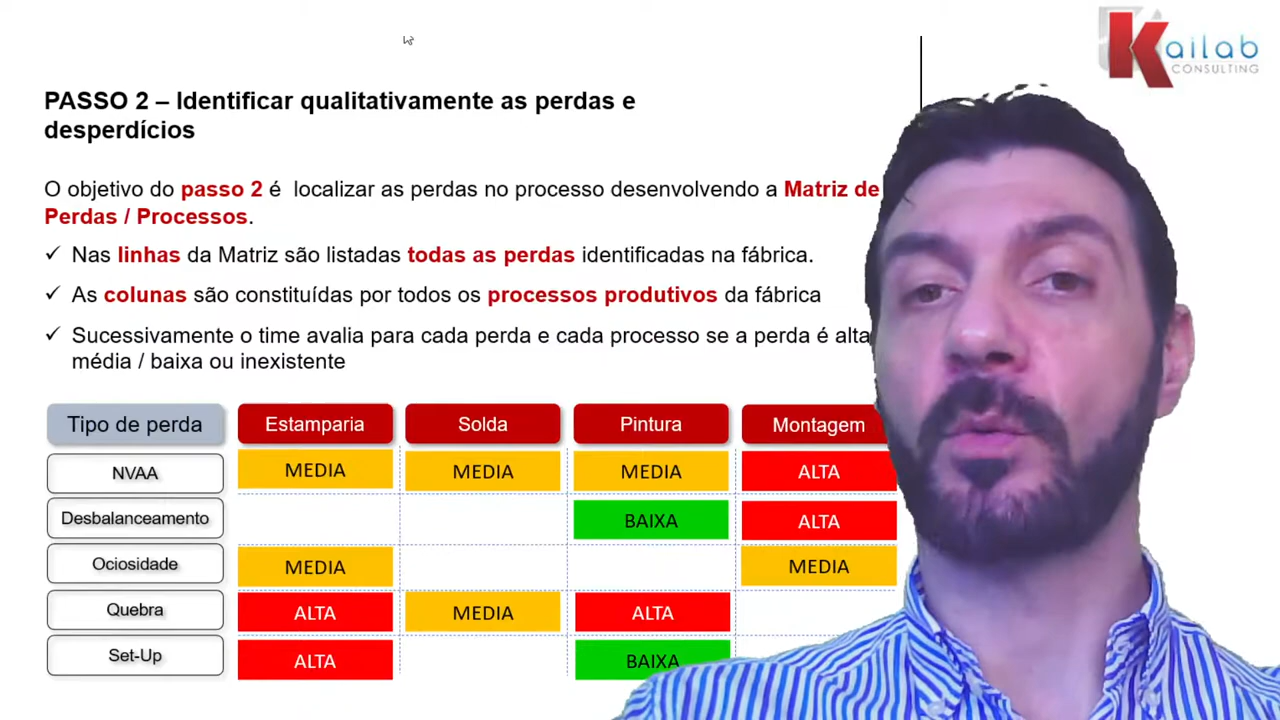 Kailab
CONSULTING
PASSO 2 – Identificar qualitativamente as perdas e
desperdícios
O objetivo do passo 2 é localizar as perdas no processo desenvolvendo a Matriz de
Perdas / Processos.
✓ Nas linhas da Matriz são listadas todas as perdas identificadas na fábrica.
✓ As colunas são constituídas por todos os processos produtivos da fábrica
✓ Sucessivamente o time avalia para cada perda e cada processo se a perda é alta
média / baixa ou inexistente
Tipo de perda Estamparia Solda Pintura Montagem
NVAA MEDIA MEDIA MEDIA ALTA
Desbalanceamento BAIXA ALTA
Ociosidade MEDIA MEDIA
Quebra ALTA MEDIA ALTA
Set-Up ALTA BAIXA